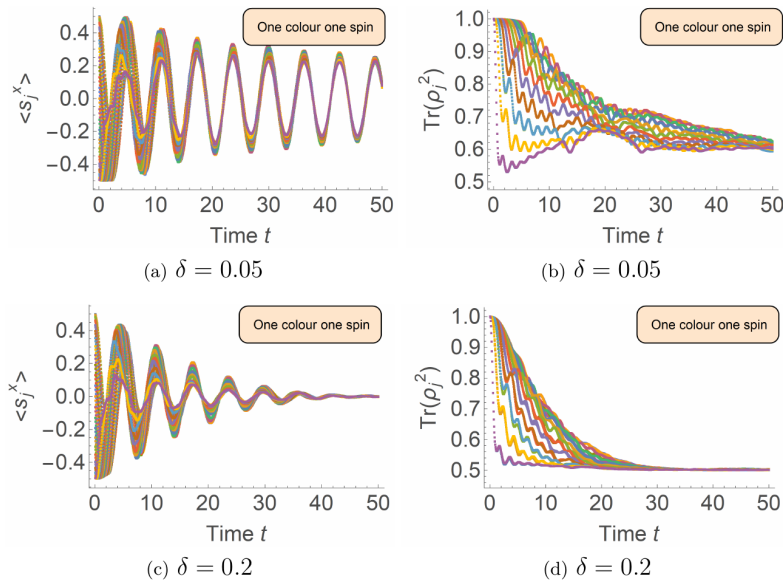 One colour one spin
<s_j^x>
0.4
0.2
0.0
−0.2
−0.4
0 10 20 30 40 50
Time t
(a) δ = 0.05
One colour one spin
Tr(ρ_j^2)
1.0
0.9
0.8
0.7
0.6
0.5
0 10 20 30 40 50
Time t
(b) δ = 0.05
One colour one spin
<s_j^x>
0.4
0.2
0.0
−0.2
−0.4
0 10 20 30 40 50
Time t
(c) δ = 0.2
One colour one spin
Tr(ρ_j^2)
1.0
0.9
0.8
0.7
0.6
0.5
0 10 20 30 40 50
Time t
(d) δ = 0.2